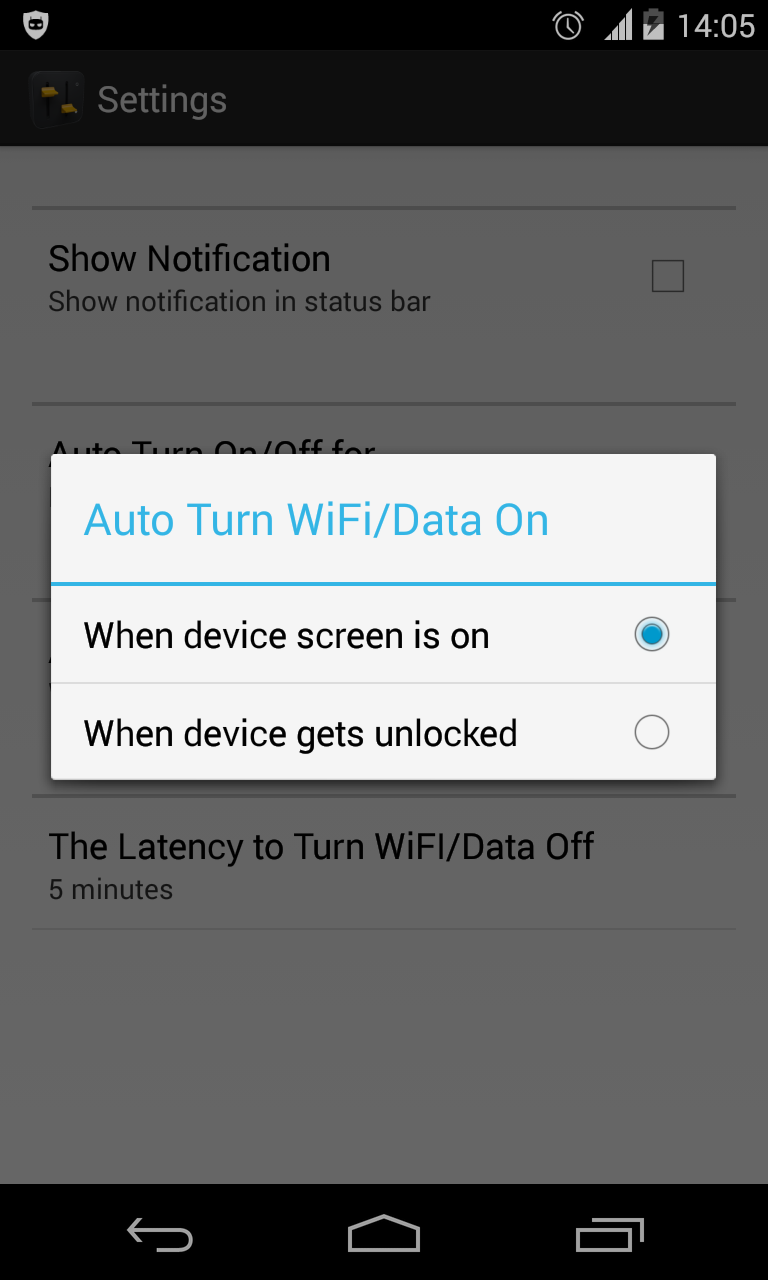 14:05
Settings
Show Notification
Show notification in status bar
Auto Turn On/Off for
Auto Turn WiFi/Data On
When device screen is on
When device gets unlocked
The Latency to Turn WiFI/Data Off
5 minutes